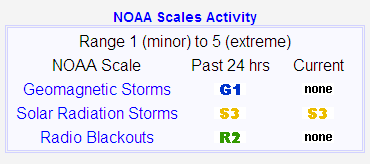 NOAA Scales Activity
Range 1 (minor) to 5 (extreme)
NOAA Scale Past 24 hrs Current
Geomagnetic Storms G1 none
Solar Radiation Storms S3 S3
Radio Blackouts R2 none